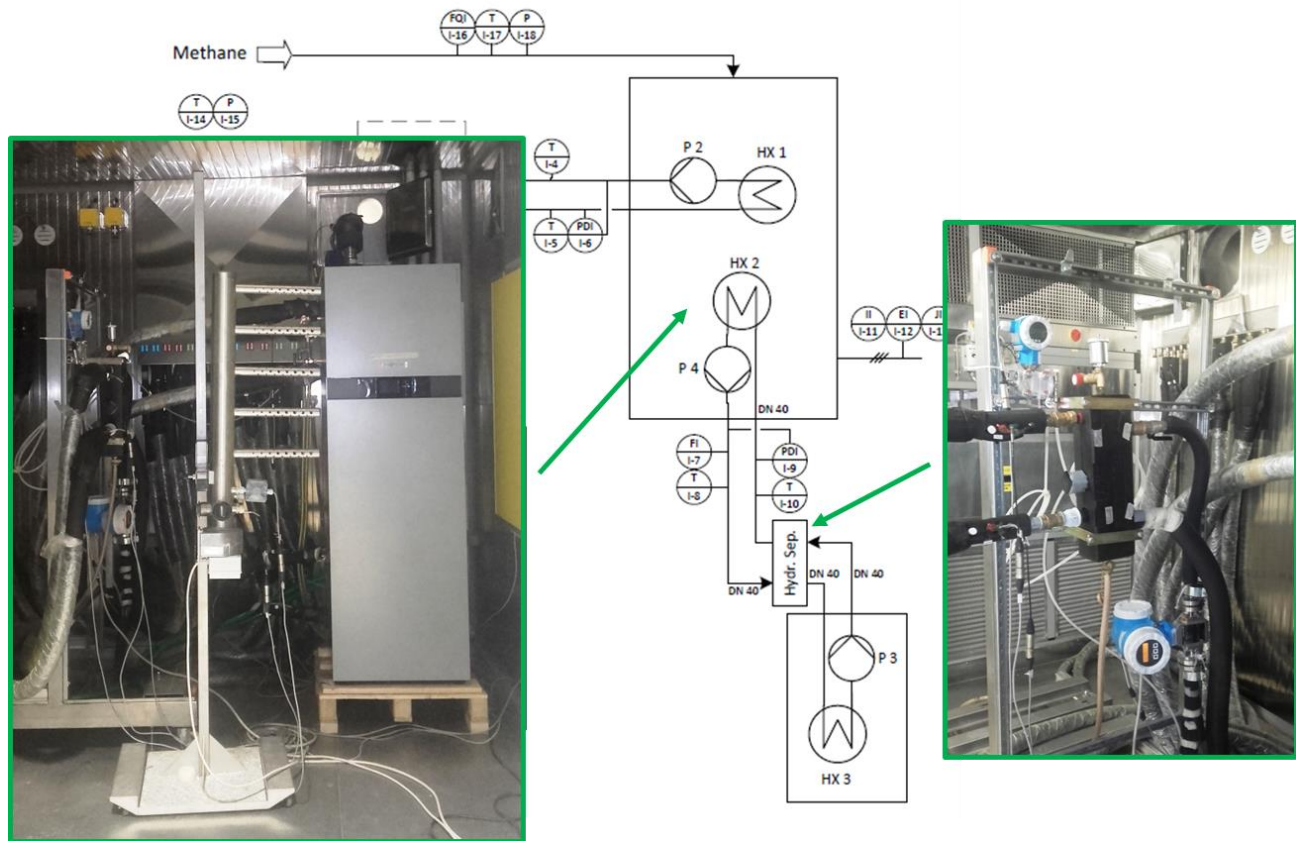 FQI
I-16
T
I-17
P
I-18
Methane
T
I-14
P
I-15
T
I-4
P 2
HX 1
T
I-5
PDI
I-6
HX 2
II
I-11
EI
I-12
P 4
DN 40
FI
I-7
PDI
I-9
T
I-8
T
I-10
Hydr. Sep.
DN 40
DN 40
DN 40
P 3
HX 3